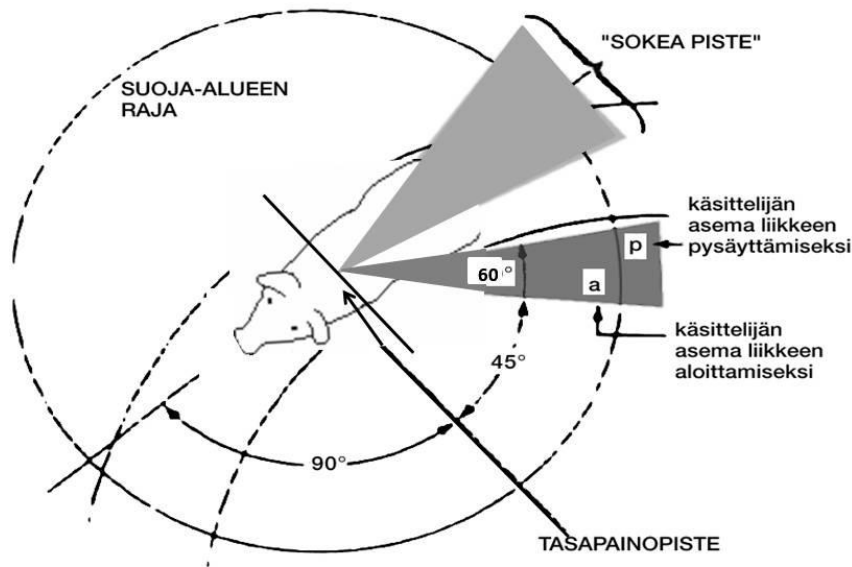 "SOKEA PISTE"
SUOJA-ALUEEN
RAJA
käsittelijän
asema liikkeen
pysäyttämiseksi
p
60°
a
käsittelijän
asema liikkeen
aloittamiseksi
45°
90°
TASAPAINOPISTE